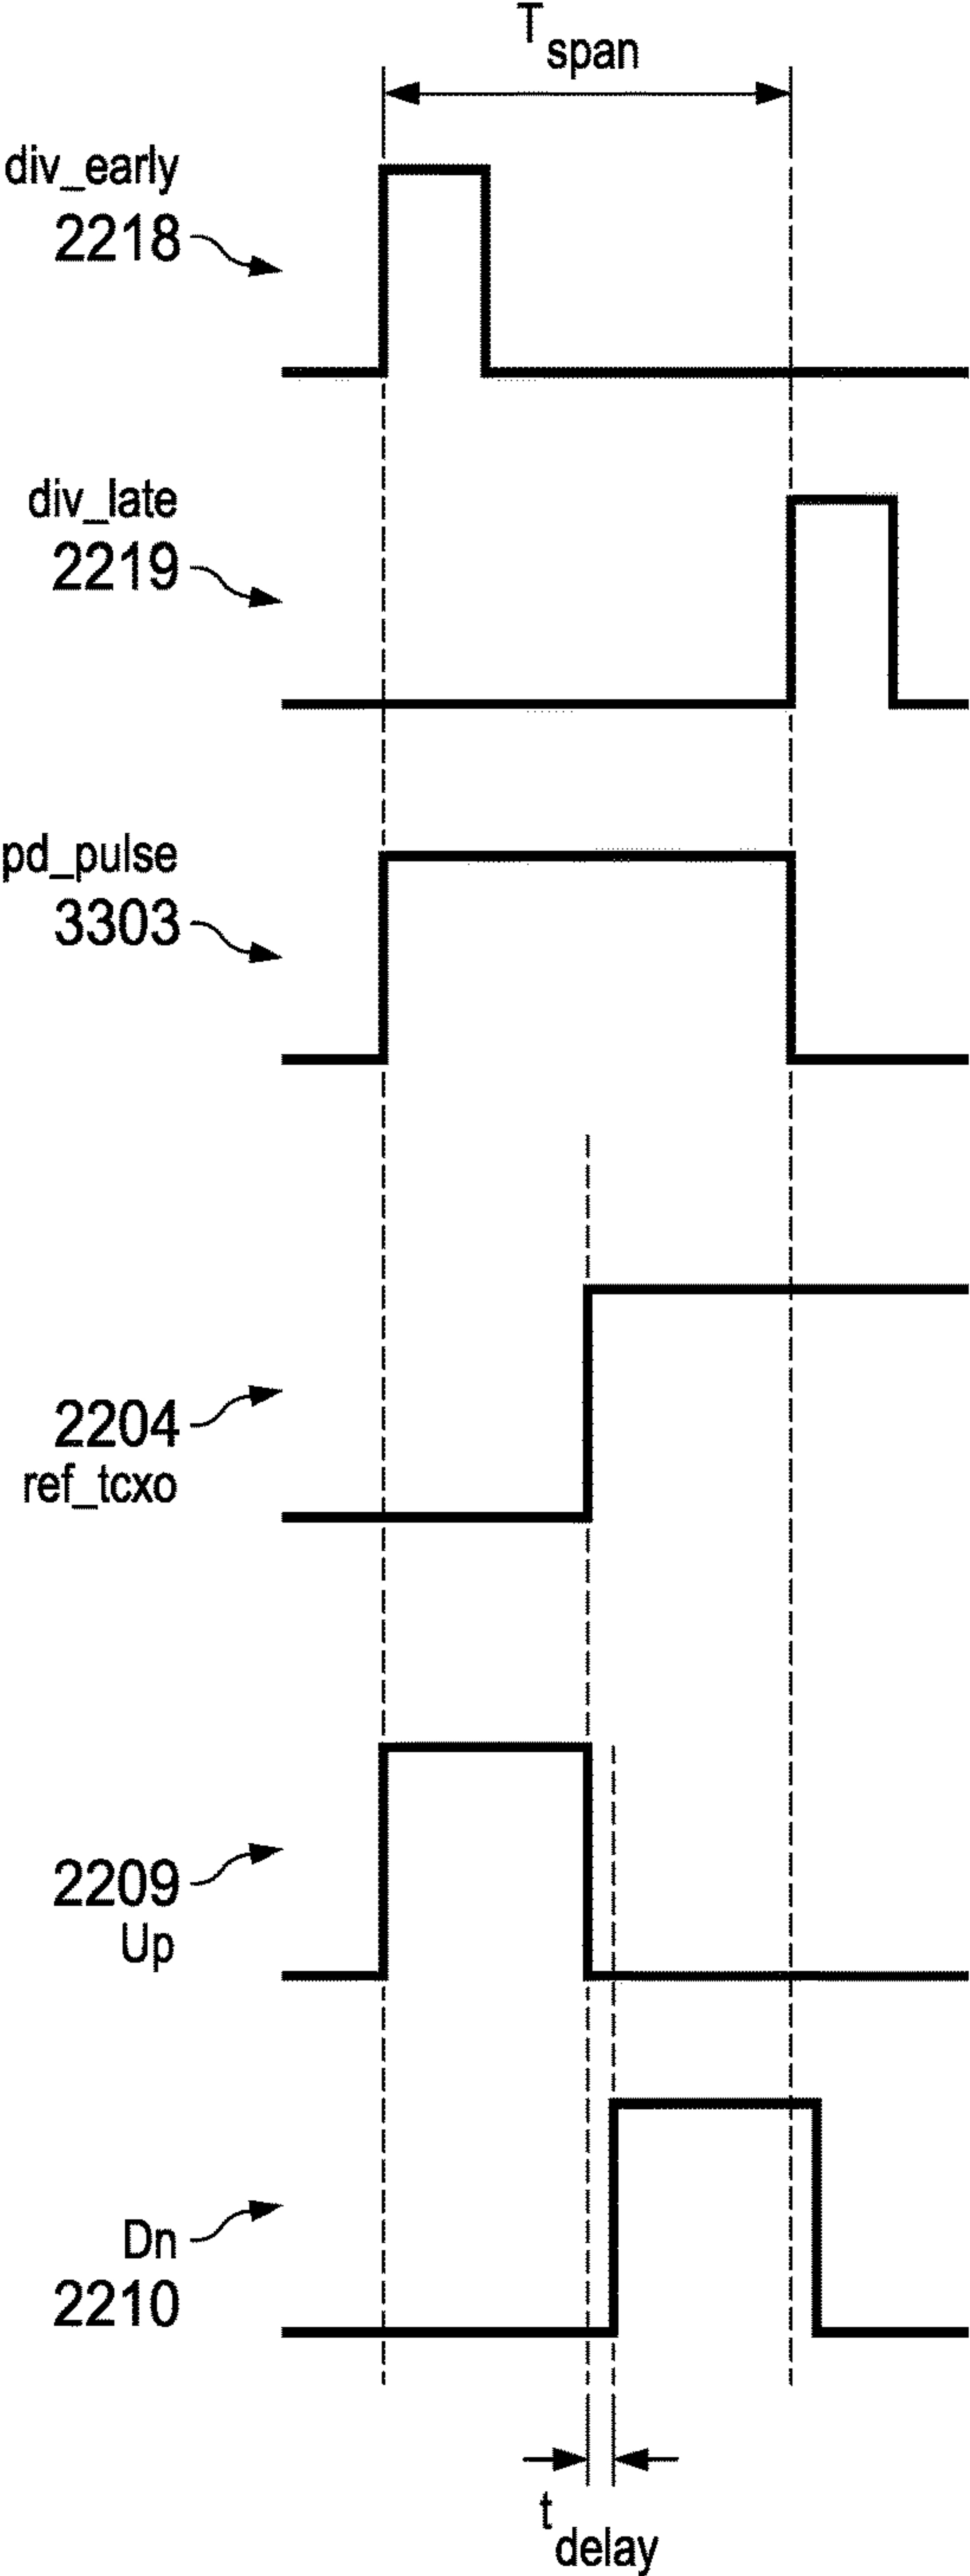 T span
div_early
2218
div_late
2219
pd_pulse
3303
2204
ref_tcxo
2209
Up
Dn
2210
t delay